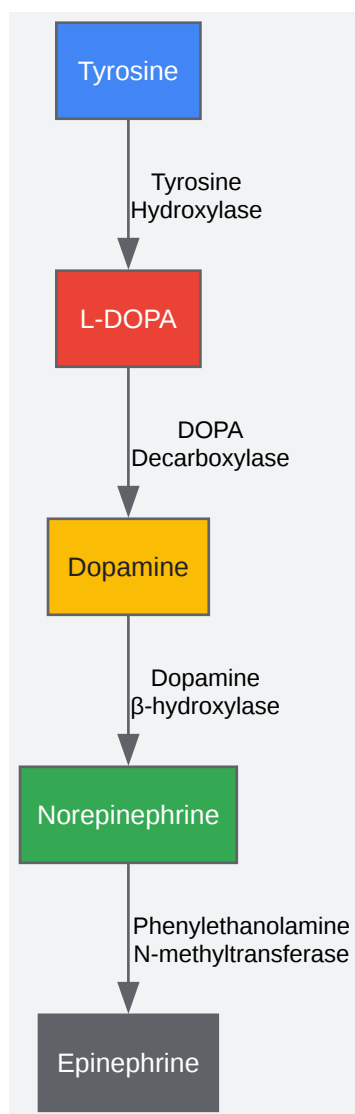 Tyrosine
Tyrosine
Hydroxylase
L-DOPA
DOPA
Decarboxylase
Dopamine
Dopamine
β-hydroxylase
Norepinephrine
Phenylethanolamine
N-methyltransferase
Epinephrine